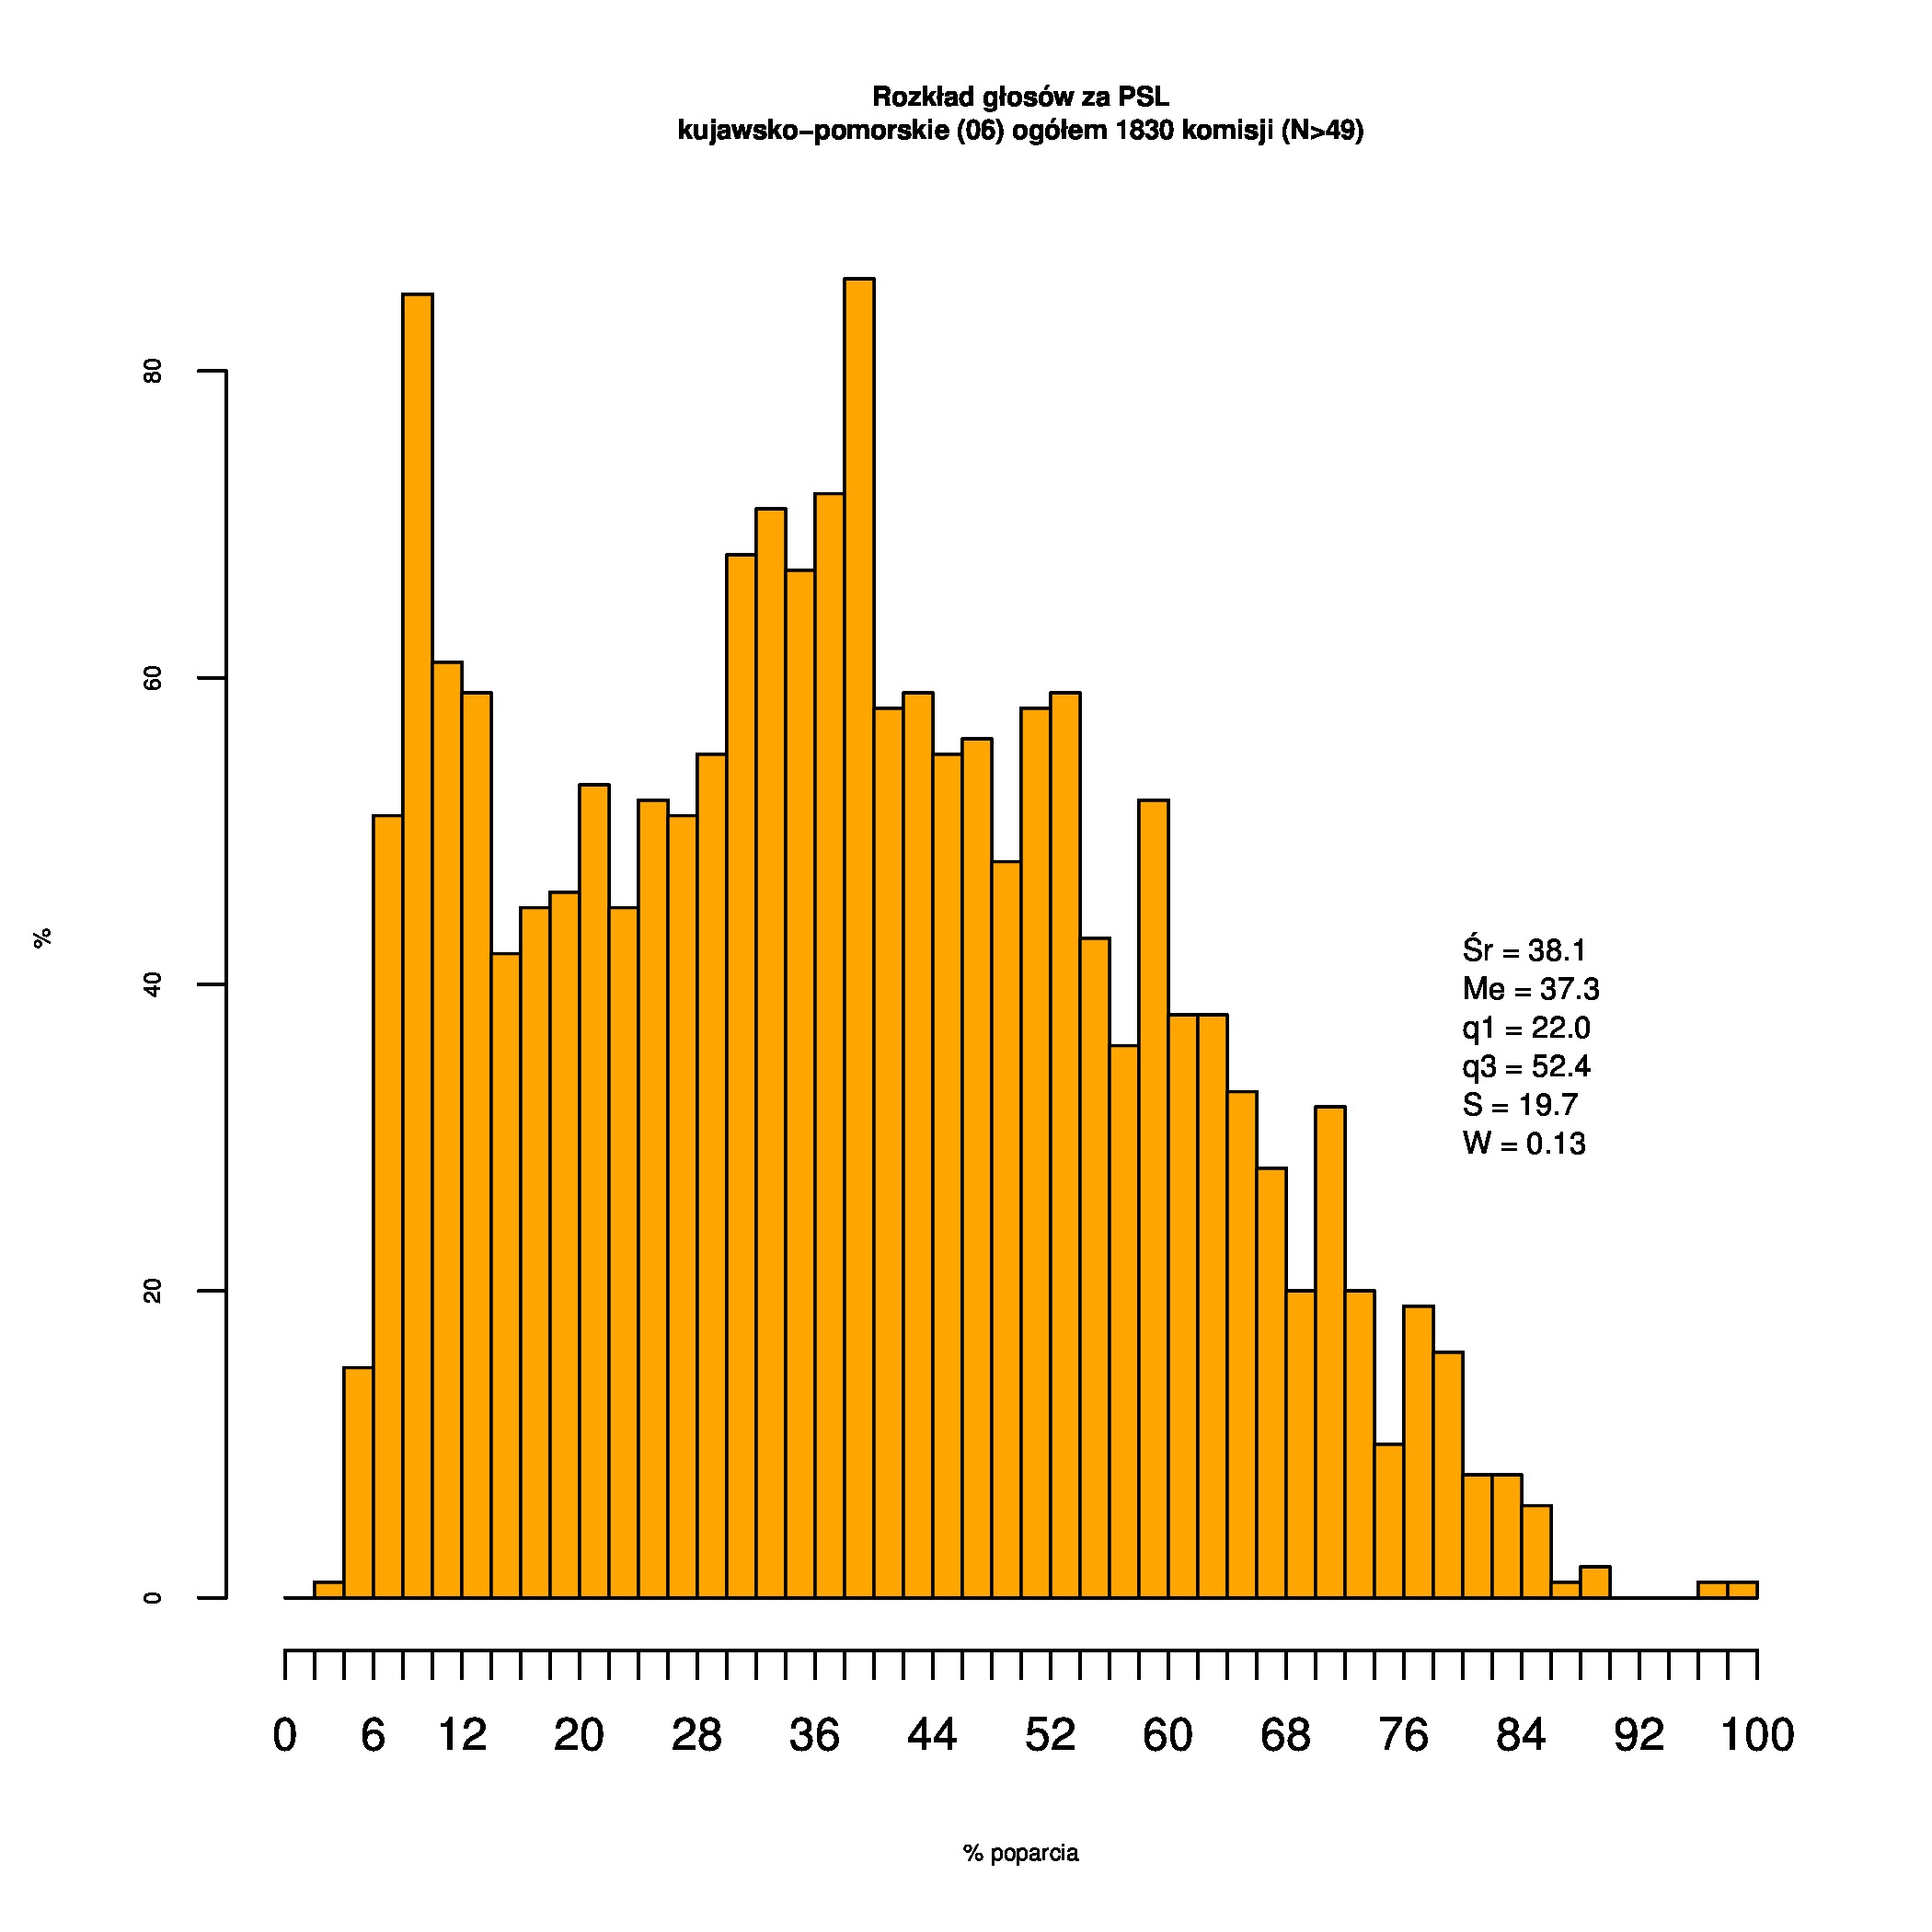 Rozkład głosów za PSL
kujawsko−pomorskie (06) ogółem 1830 komisji (N>49)
%
80
60
40
20
0
Śr = 38.1
Me = 37.3
q1 = 22.0
q3 = 52.4
S = 19.7
W = 0.13
0 6 12 20 28 36 44 52 60 68 76 84 92 100
% poparcia